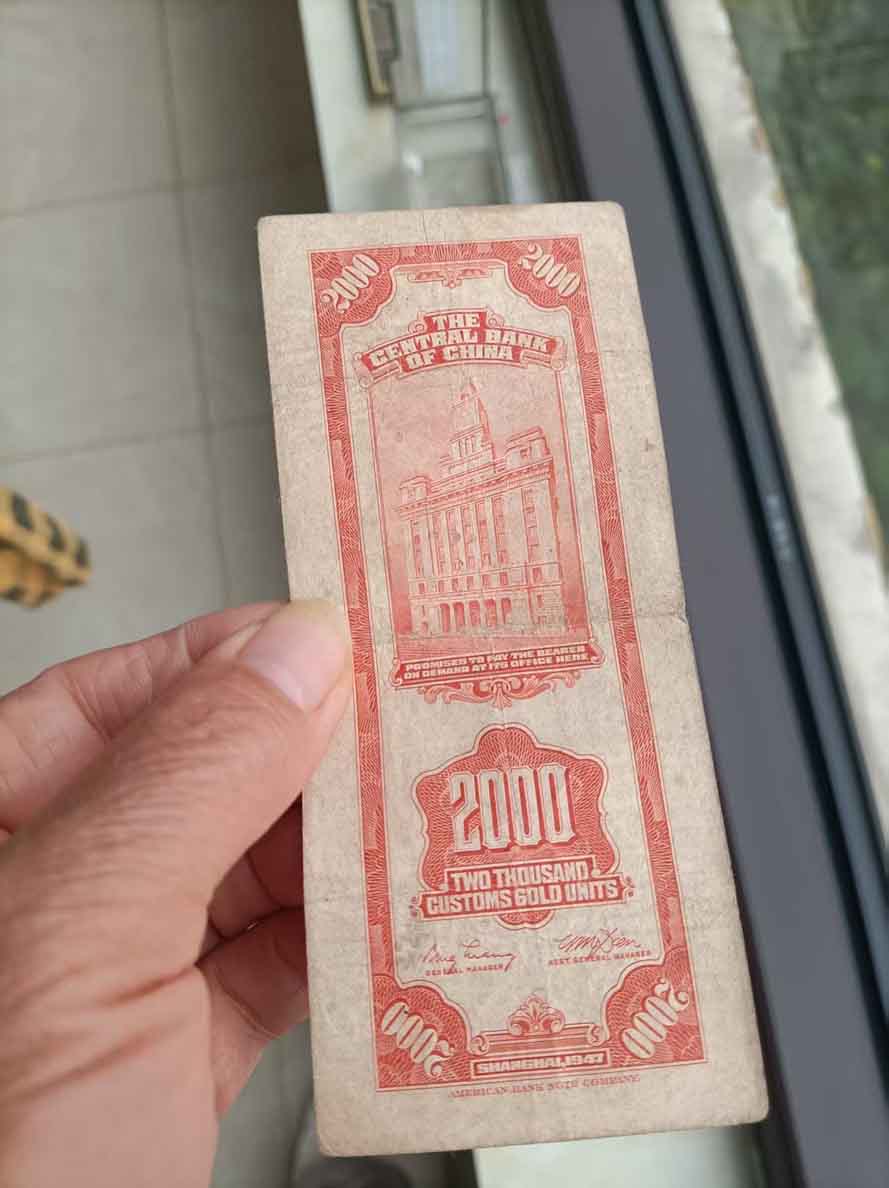 2000
2000
THE
CENTRAL BANK
OF CHINA
PROMISES TO PAY THE BEARER
ON DEMAND AT ITS OFFICE HERE
2000
TWO THOUSAND
CUSTOMS GOLD UNITS
GENERAL MANAGER
ASST. GENERAL MANAGER
2000
2000
SHANGHAI, 1947
AMERICAN BANK NOTE COMPANY